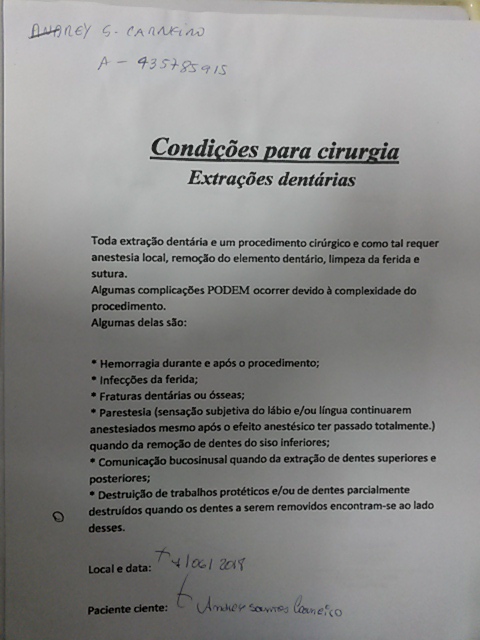 ANDREY S. CARNEIRO
A - 435785915
Condições para cirurgia
Extrações dentárias
Toda extração dentária e um procedimento cirúrgico e como tal requer
anestesia local, remoção do elemento dentário, limpeza da ferida e
sutura.
Algumas complicações PODEM ocorrer devido à complexidade do
procedimento.
Algumas delas são:
* Hemorragia durante e após o procedimento;
* Infecções da ferida;
* Fraturas dentárias ou ósseas;
* Parestesia (sensação subjetiva do lábio e/ou língua continuarem
anestesiados mesmo após o efeito anestésico ter passado totalmente.)
quando da remoção de dentes do siso inferiores;
* Comunicação bucosinusal quando da extração de dentes superiores e
posteriores;
* Destruição de trabalhos protéticos e/ou de dentes parcialmente
destruídos quando os dentes a serem removidos encontram-se ao lado
desses.
Local e data: /06/2018
Paciente ciente: Andrey Santos Carneiro